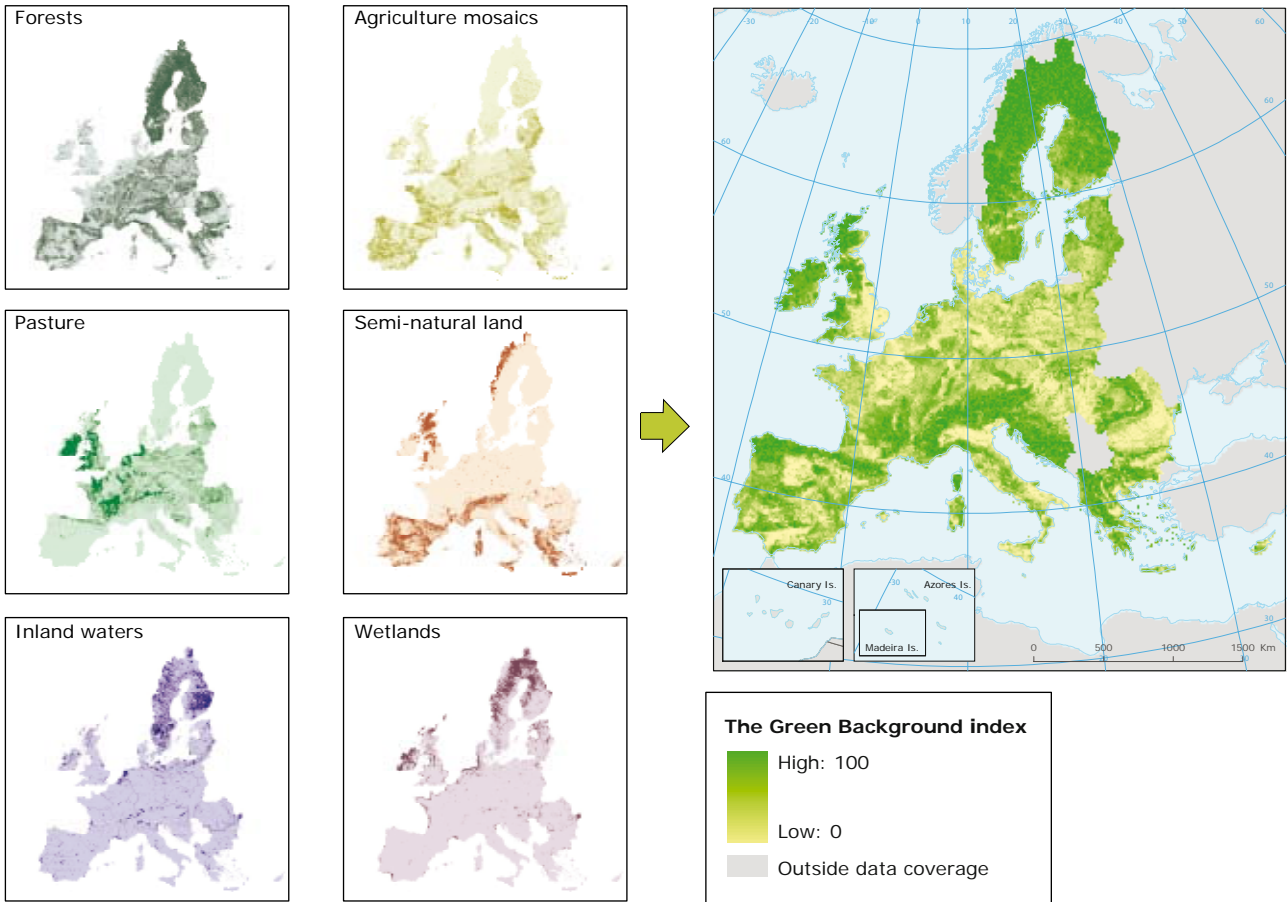 Forests
Agriculture mosaics
Pasture
Semi-natural land
Inland waters
Wetlands
-30
-20
-10°
0
10
20
30
40
50
60
60
50
40
60
50
40
30
Canary Is.
30
Azores Is.
-30
40
Madeira Is.
0 500 1000 1500 Km
The Green Background index
High: 100
Low: 0
Outside data coverage